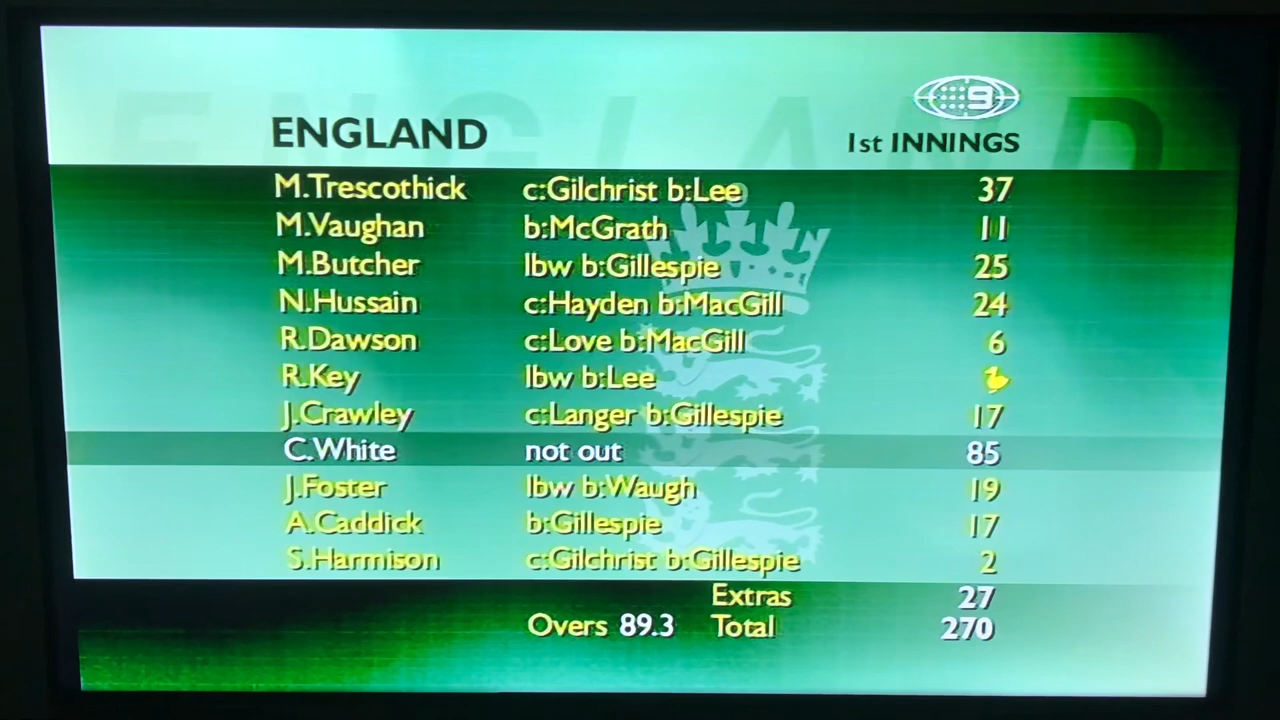 9
ENGLAND
1st INNINGS
M.Trescothick c:Gilchrist b:Lee 37
M.Vaughan b:McGrath 11
M.Butcher lbw b:Gillespie 25
N.Hussain c:Hayden b:MacGill 24
R.Dawson c:Love b:MacGill 6
R.Key lbw b:Lee
J.Crawley c:Langer b:Gillespie 17
C.White not out 85
J.Foster lbw b:Waugh 19
A.Caddick b:Gillespie 17
S.Harmison c:Gilchrist b:Gillespie 2
Extras 27
Overs 89.3 Total 270